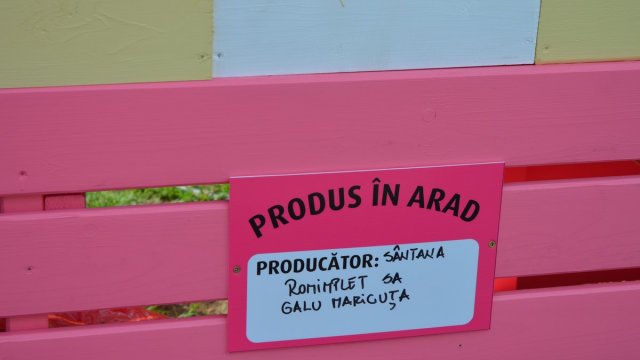 PRODUS ÎN ARAD
PRODUCĂTOR: SÂNTANA
ROMIMPLET SA
GALU MARICUȚA